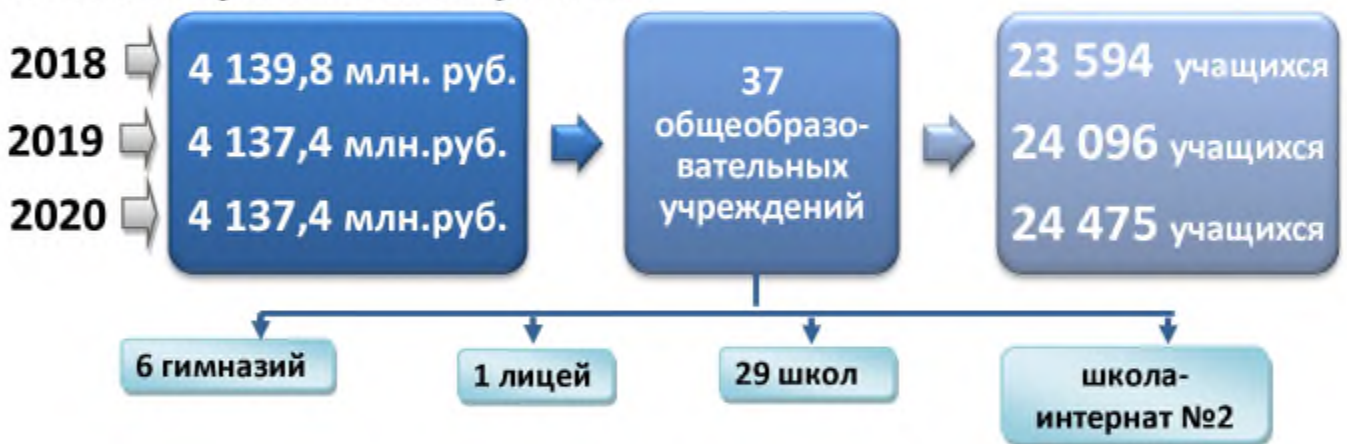 2018
4 139,8 млн. руб.
2019
4 137,4 млн.руб.
2020
4 137,4 млн.руб.
37
общеобразо-
вательных
учреждений
23 594 учащихся
24 096 учащихся
24 475 учащихся
6 гимназий
1 лицей
29 школ
школа-
интернат №2